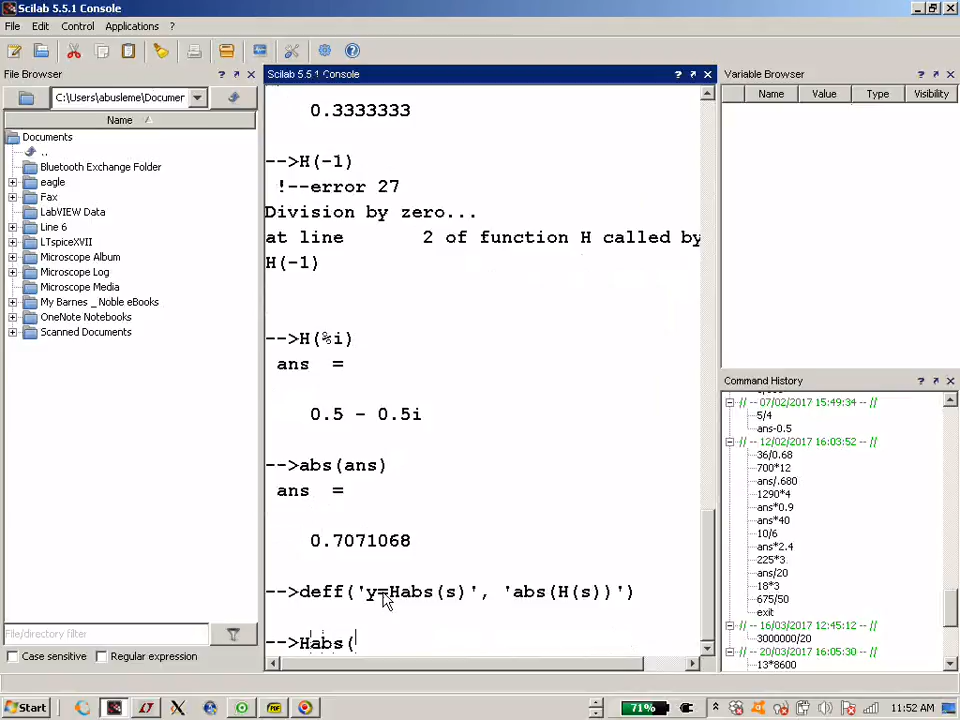 Scilab 5.5.1 Console
File Edit Control Applications ?
File Browser ? Scilab 5.5.1 Console ? Variable Browser ?
C:\Users\abusleme\Documer
Name
Documents
..
Bluetooth Exchange Folder
eagle
Fax
LabVIEW Data
Line 6
LTspiceXVII
Microscope Album
Microscope Log
Microscope Media
My Barnes _ Noble eBooks
OneNote Notebooks
Scanned Documents
File/directory filter
Case sensitive Regular expression
0.3333333
-->H(-1)
!--error 27
Division by zero...
at line 2 of function H called by
H(-1)
-->H(%i)
ans =
0.5 - 0.5i
-->abs(ans)
ans =
0.7071068
-->deff('y=Habs(s)', 'abs(H(s))')
-->Habs(
Name Value Type Visibility
Command History ?
// -- 07/02/2017 15:49:34 -- //
5/4
ans-0.5
// -- 12/02/2017 16:03:52 -- //
36/0.68
700*12
ans/.680
1290*4
ans*0.9
ans*40
10/6
ans*2.4
225*3
ans/20
18*3
675/50
exit
// -- 16/03/2017 12:45:12 -- //
3000000/20
// -- 20/03/2017 16:05:30 -- //
13*8600
Start 71% 11:52 AM